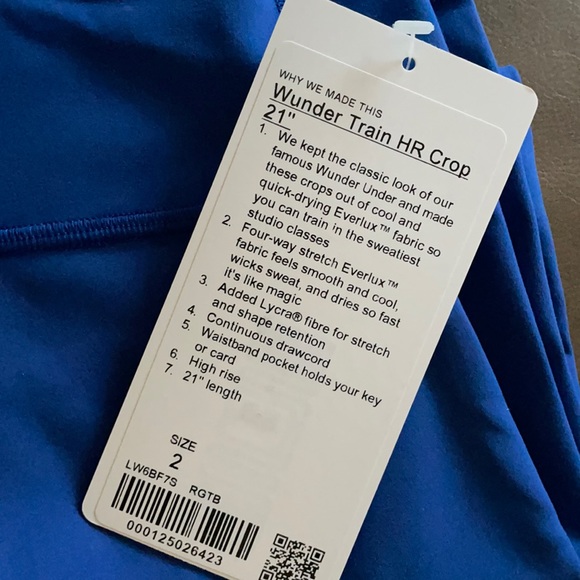 WHY WE MADE THIS
Wunder Train HR Crop
21"
1. We kept the classic look of our
famous Wunder Under and made
these crops out of cool and
quick-drying Everlux™ fabric so
you can train in the sweatiest
studio classes
2. Four-way stretch Everlux™
fabric feels smooth and cool,
wicks sweat, and dries so fast
it's like magic
3. Added Lycra® fibre for stretch
and shape retention
4. Continuous drawcord
5. Waistband pocket holds your key
or card
6. High rise
7. 21" length
SIZE
2
LW6BF7S RGTB
000125026423